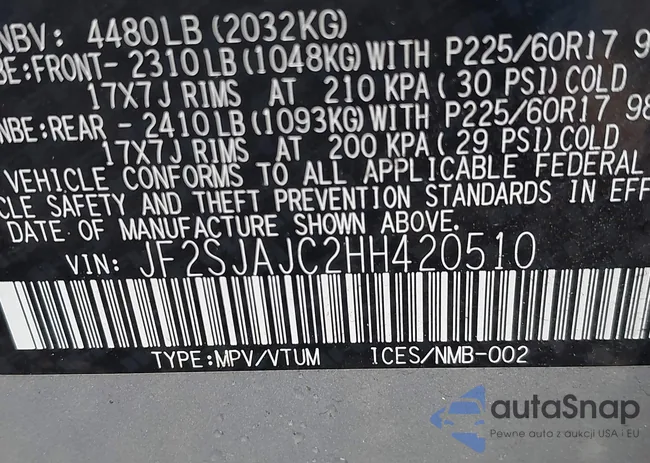 NBV: 4480LB(2032KG)
BE:FRONT- 2310LB(1048KG)WITH P225/60R17 9
17X7J RIMS AT 210 KPA( 30 PSI)COLD
NBE:REAR - 2410LB(1093KG)WITH P225/60R17 98
17X7J RIMS AT 200 KPA( 29 PSI)COLD
VEHICLE CONFORMS TO ALL APPLICABLE FEDERAL
CLE SAFETY AND THEFT PREVENTION STANDARDS IN EFF
DATE OF MANUFACTURE SHOWN ABOVE.
VIN: JF2SJAJC2HH420510
TYPE:MPV/VTUM ICES/NMB-002
autaSnap
Pewne auta z aukcji USA i EU